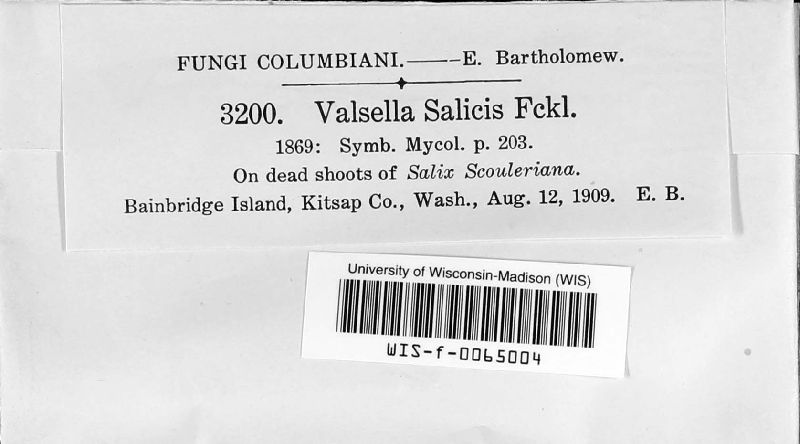 FUNGI COLUMBIANI.———E. Bartholomew.
3200. Valsella Salicis Fckl.
1869: Symb. Mycol. p. 203.
On dead shoots of Salix Scouleriana.
Bainbridge Island, Kitsap Co., Wash., Aug. 12, 1909. E. B.
University of Wisconsin-Madison (WIS)
WIS-f-0065004